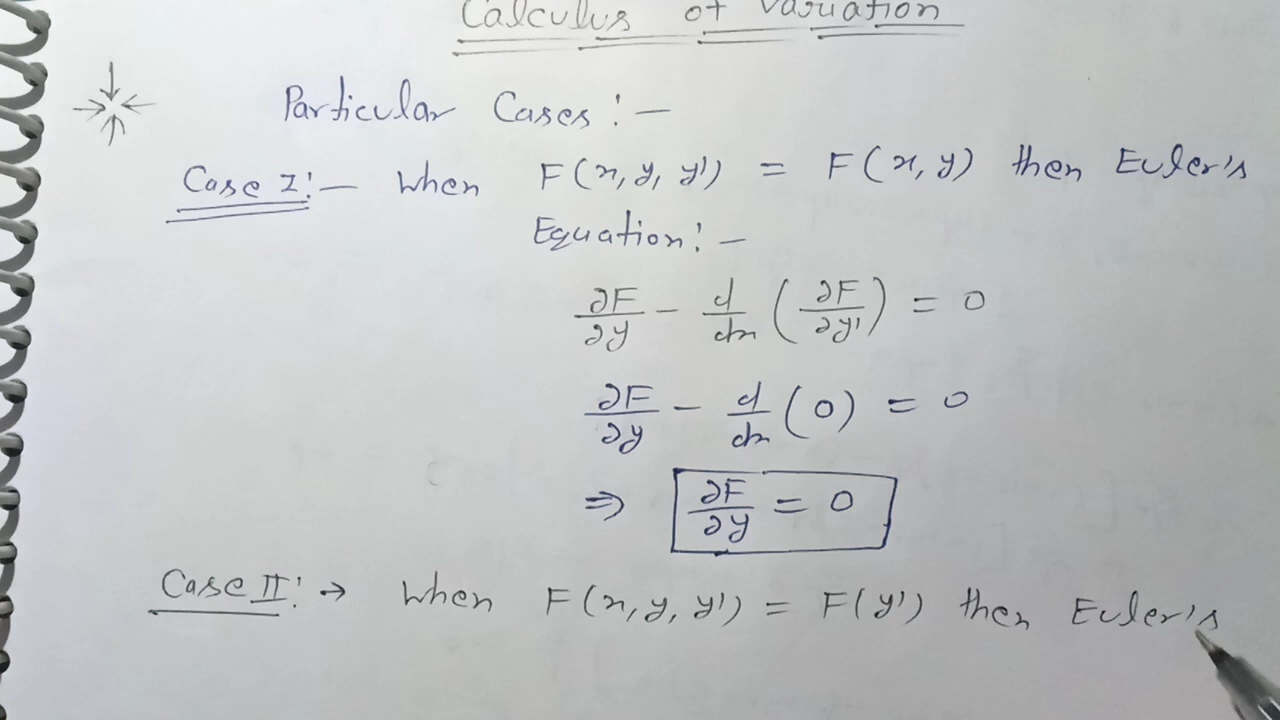 Calculus of Variation
Particular Cases:-
Case I:- When F(x, y, y') = F(x, y) then Euler's
Equation:-
∂F/∂y - d/dx (∂F/∂y') = 0
∂F/∂y - d/dx (0) = 0
⇒ ∂F/∂y = 0
Case II:→ When F(x, y, y') = F(y') then Euler's